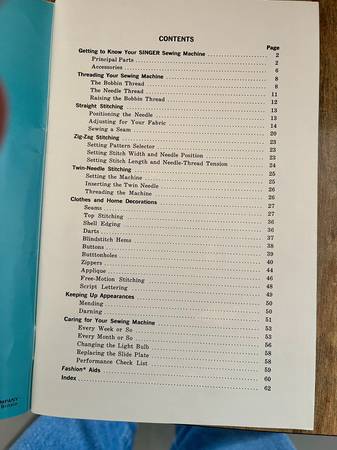 CONTENTS
Page
Getting to Know Your SINGER Sewing Machine 2
Principal Parts 2
Accessories 6
Threading Your Sewing Machine 8
The Bobbin Thread 8
The Needle Thread 11
Raising the Bobbin Thread 12
Straight Stitching 13
Positioning the Needle 13
Adjusting for Your Fabric 14
Sewing a Seam 20
Zig-Zag Stitching 23
Setting Pattern Selector 23
Setting Stitch Width and Needle Position 23
Setting Stitch Length and Needle-Thread Tension 24
Twin-Needle Stitching 25
Setting the Machine 25
Inserting the Twin Needle 26
Threading the Machine 26
Clothes and Home Decorations 27
Seams 27
Top Stitching 36
Shell Edging 36
Darts 37
Blindstitch Hems 38
Buttons 39
Butttonholes 40
Zippers 44
Applique 46
Free-Motion Stitching 48
Script Lettering 49
Keeping Up Appearances 50
Mending 50
Darning 51
Caring for Your Sewing Machine 53
Every Week or So 53
Every Month or So 56
Changing the Light Bulb 58
Replacing the Slide Plate 58
Performance Check List 59
Fashion* Aids 60
Index 62